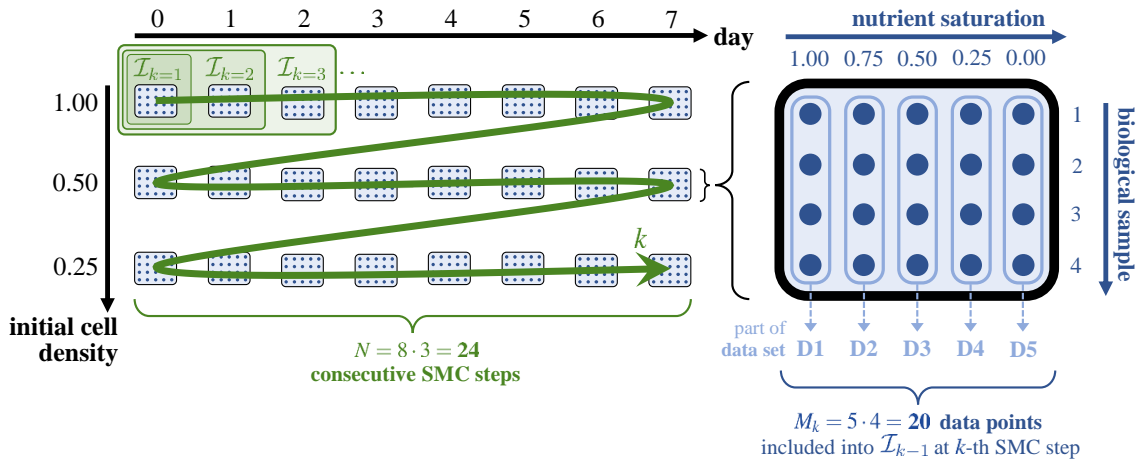 0 1 2 3 4 5 6 7
day
ℐₖ₌₁ ℐₖ₌₂ ℐₖ₌₃ ...
1.00
0.50
0.25
initial cell
density
k
N = 8 · 3 = 24
consecutive SMC steps
nutrient saturation
1.00 0.75 0.50 0.25 0.00
1
2
3
4
biological sample
part of
data set D1 D2 D3 D4 D5
Mₖ = 5 · 4 = 20 data points
included into ℐₖ₋₁ at k-th SMC step